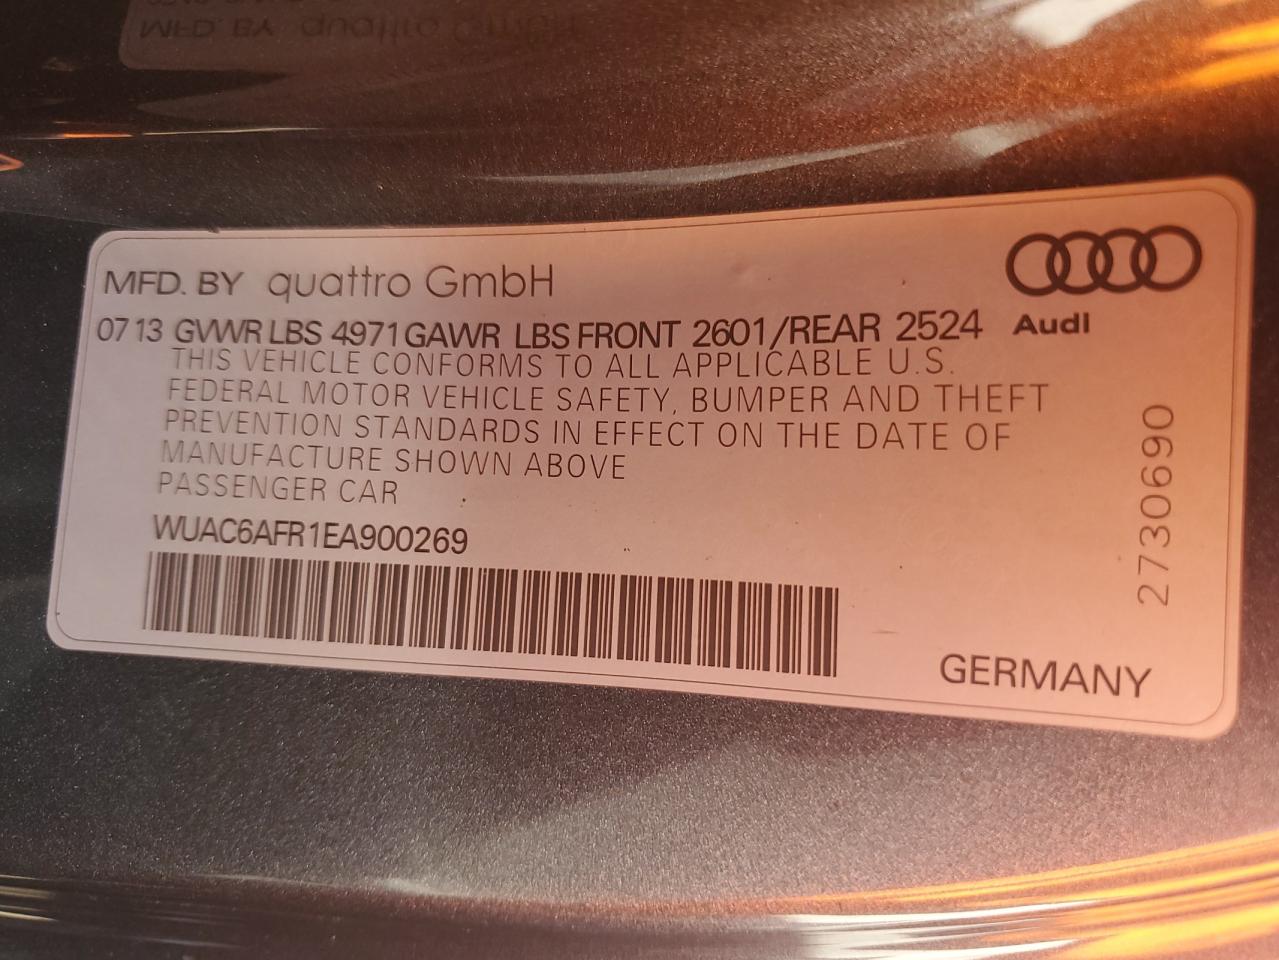 MFD. BY quattro GmbH
07 13 GVWR LBS 4971 GAWR LBS FRONT 2601/REAR 2524
Audi
THIS VEHICLE CONFORMS TO ALL APPLICABLE U.S.
FEDERAL MOTOR VEHICLE SAFETY, BUMPER AND THEFT
PREVENTION STANDARDS IN EFFECT ON THE DATE OF
MANUFACTURE SHOWN ABOVE
PASSENGER CAR
WUAC6AFR1EA900269
2730690
GERMANY